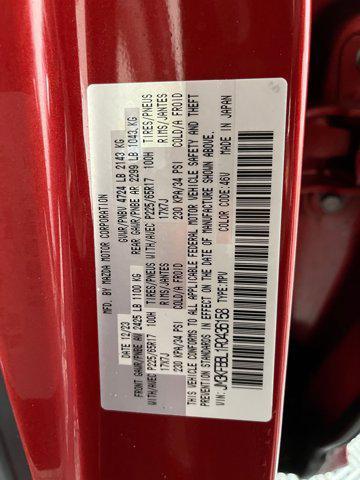 MFD. BY MAZDA MOTOR CORPORATION
DATE 12/23 GVWR/PNBV 4724 LB 2143 KG
FRONT GAWR/PNBE AV 2425 LB 1100 KG REAR GAWR/PNBE AR 2299 LB 1043 KG
WITH/AVEC P225/65R17 100H TIRES/PNEUS WITH/AVEC P225/65R17 100H TIRES/PNEUS
17X7J RIMS/JANTES 17X7J RIMS/JANTES
230 KPA/34 PSI COLD/A FROID 230 KPA/34 PSI COLD/A FROID
THIS VEHICLE CONFORMS TO ALL APPLICABLE FEDERAL MOTOR VEHICLE SAFETY AND THEFT
PREVENTION STANDARDS IN EFFECT ON THE DATE OF MANUFACTURE SHOWN ABOVE.
JM3KFBBL1R0436158 TYPE:MPV COLOR CODE:46V MADE IN JAPAN